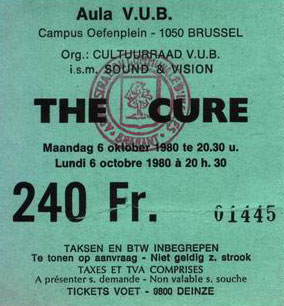 Aula V.U.B.
Campus Oefenplein - 1050 BRUSSEL
Org.: CULTUURRAAD V.U.B.
i.s.m. SOUND & VISION
THE CURE
Maandag 6 oktober 1980 te 20.30 u.
Lundi 6 octobre 1980 à 20 h. 30
240 Fr.
01445
TAKSEN EN BTW INBEGREPEN
Te tonen op aanvraag - Niet geldig z. strook
TAXES ET TVA COMPRISES
A présenter s. demande - Non valable s. souche
TICKETS VOET - 9800 DEINZE